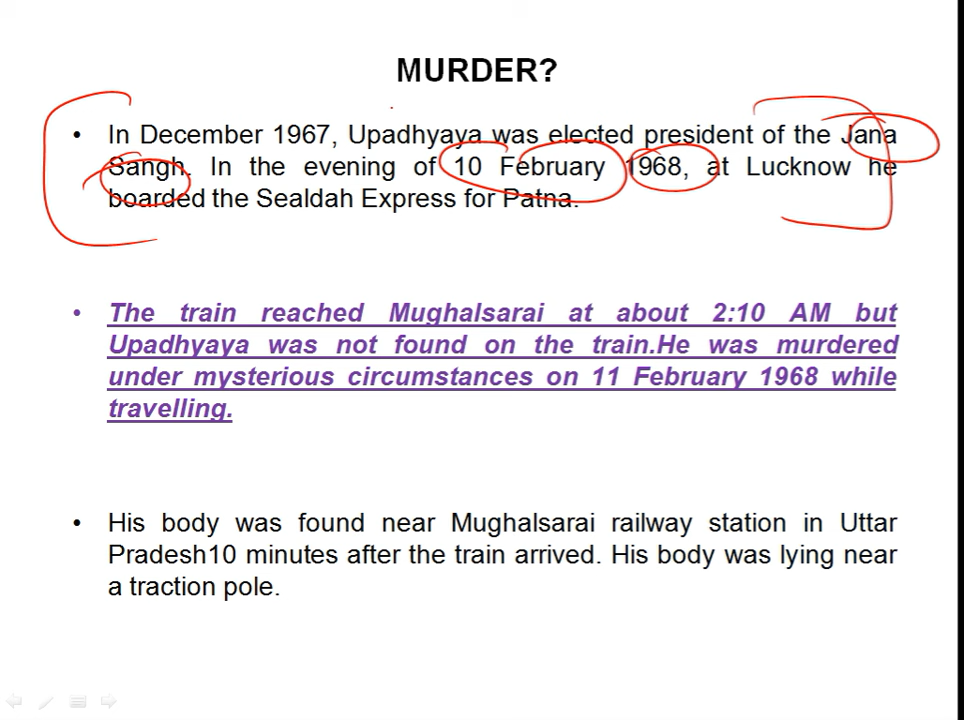 MURDER?
• In December 1967, Upadhyaya was elected president of the Jana
Sangh. In the evening of 10 February 1968, at Lucknow he
boarded the Sealdah Express for Patna.
• The train reached Mughalsarai at about 2:10 AM but
Upadhyaya was not found on the train.He was murdered
under mysterious circumstances on 11 February 1968 while
travelling.
• His body was found near Mughalsarai railway station in Uttar
Pradesh10 minutes after the train arrived. His body was lying near
a traction pole.